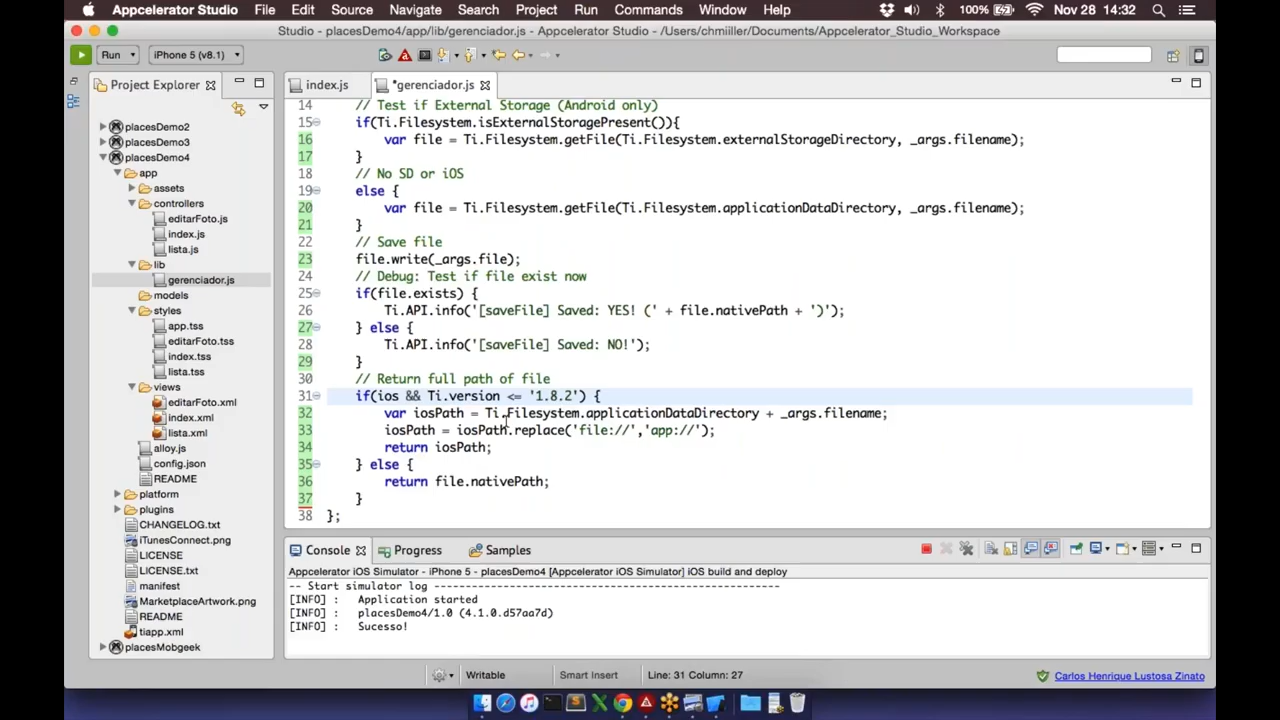 Appcelerator Studio File Edit Source Navigate Search Project Run Commands Window Help 100% Nov 28 14:32
Studio - placesDemo4/app/lib/gerenciador.js - Appcelerator Studio - /Users/chmiiller/Documents/Appcelerator_Studio_Workspace
Run iPhone 5 (v8.1)
Project Explorer
index.js
*gerenciador.js
placesDemo2
placesDemo3
placesDemo4
app
assets
controllers
editarFoto.js
index.js
lista.js
lib
gerenciador.js
models
styles
app.tss
editarFoto.tss
index.tss
lista.tss
views
editarFoto.xml
index.xml
lista.xml
alloy.js
config.json
README
platform
plugins
CHANGELOG.txt
iTunesConnect.png
LICENSE
LICENSE.txt
manifest
MarketplaceArtwork.png
README
tiapp.xml
placesMobgeek
14 // Test if External Storage (Android only)
15 if(Ti.Filesystem.isExternalStoragePresent()){
16 var file = Ti.Filesystem.getFile(Ti.Filesystem.externalStorageDirectory, _args.filename);
17 }
18 // No SD or iOS
19 else {
20 var file = Ti.Filesystem.getFile(Ti.Filesystem.applicationDataDirectory, _args.filename);
21 }
22 // Save file
23 file.write(_args.file);
24 // Debug: Test if file exist now
25 if(file.exists) {
26 Ti.API.info('[saveFile] Saved: YES! (' + file.nativePath + ')');
27 } else {
28 Ti.API.info('[saveFile] Saved: NO!');
29 }
30 // Return full path of file
31 if(ios && Ti.version <= '1.8.2') {
32 var iosPath = Ti.Filesystem.applicationDataDirectory + _args.filename;
33 iosPath = iosPath.replace('file://','app://');
34 return iosPath;
35 } else {
36 return file.nativePath;
37 }
38 };
Console Progress Samples
Appcelerator iOS Simulator - iPhone 5 - placesDemo4 [Appcelerator iOS Simulator] iOS build and deploy
-- Start simulator log -------------------------------------------------
[INFO] : Application started
[INFO] : placesDemo4/1.0 (4.1.0.d57aa7d)
[INFO] : Sucesso!
Writable Smart Insert Line: 31 Column: 27 Carlos Henrique Lustosa Zinato